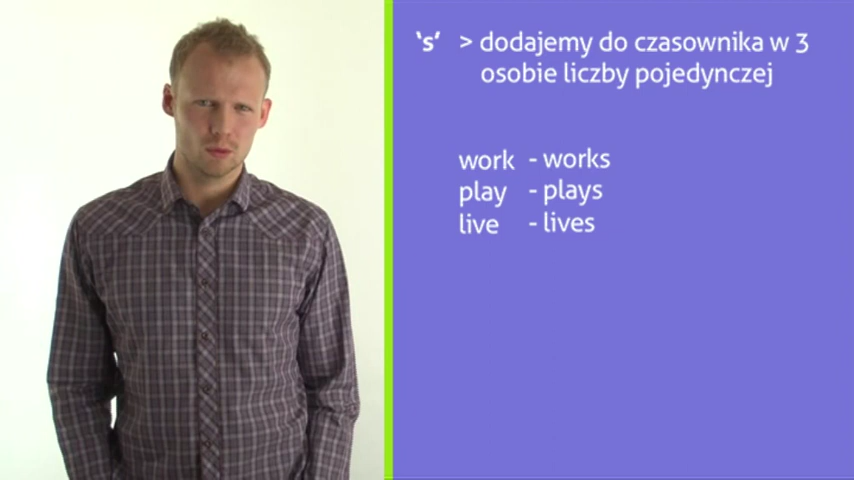 ‘s’ > dodajemy do czasownika w 3
osobie liczby pojedynczej
work - works
play - plays
live - lives